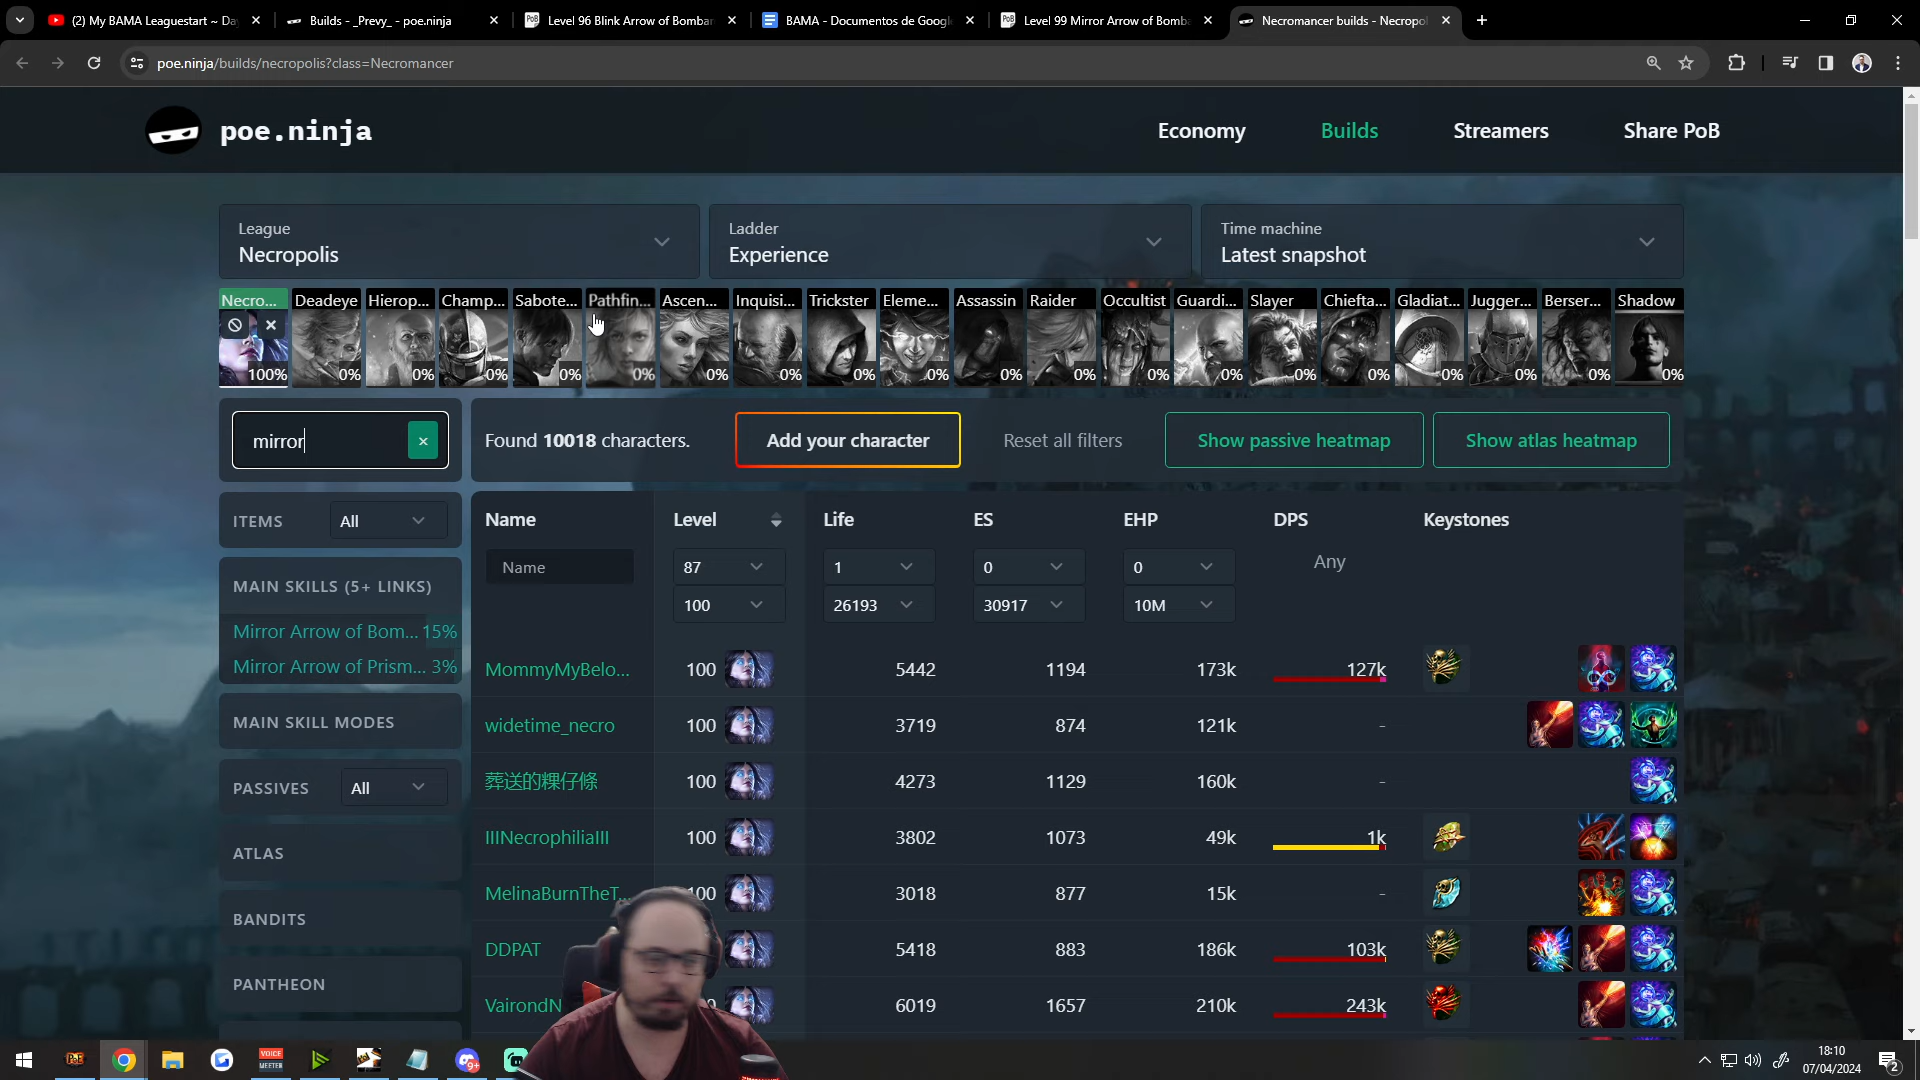 (2) My BAMA Leaguestart ~ Da
Builds - _Prevy_ - poe.ninja
Level 96 Blink Arrow of Bombar
BAMA - Documentos de Google
Level 99 Mirror Arrow of Bomba
Necromancer builds - Necropol
poe.ninja/builds/necropolis?class=Necromancer
poe.ninja
Economy
Builds
Streamers
Share PoB
League
Necropolis
Ladder
Experience
Time machine
Latest snapshot
Necro... Deadeye Hierop... Champ... Sabote... Pathfin... Ascen... Inquisi... Trickster Eleme... Assassin Raider Occultist Guardi... Slayer Chiefta... Gladiat... Jugger... Berser... Shadow
100% 0% 0% 0% 0% 0% 0% 0% 0% 0% 0% 0% 0% 0% 0% 0% 0% 0% 0% 0%
mirror
Found 10018 characters.
Add your character
Reset all filters
Show passive heatmap
Show atlas heatmap
ITEMS All
MAIN SKILLS (5+ LINKS)
Mirror Arrow of Bom... 15%
Mirror Arrow of Prism... 3%
MAIN SKILL MODES
PASSIVES All
ATLAS
BANDITS
PANTHEON
Name Level Life ES EHP DPS Keystones
Name 87 1 0 0 Any
100 26193 30917 10M
MommyMyBelo... 100 5442 1194 173k 127k
widetime_necro 100 3719 874 121k -
葬送的粿仔條 100 4273 1129 160k -
IIINecrophiliaIII 100 3802 1073 49k 1k
MelinaBurnTheT... 100 3018 877 15k -
DDPAT 5418 883 186k 103k
VairondN 6019 1657 210k 243k
VOICE
MEETER
9+
18:10
07/04/2024
2